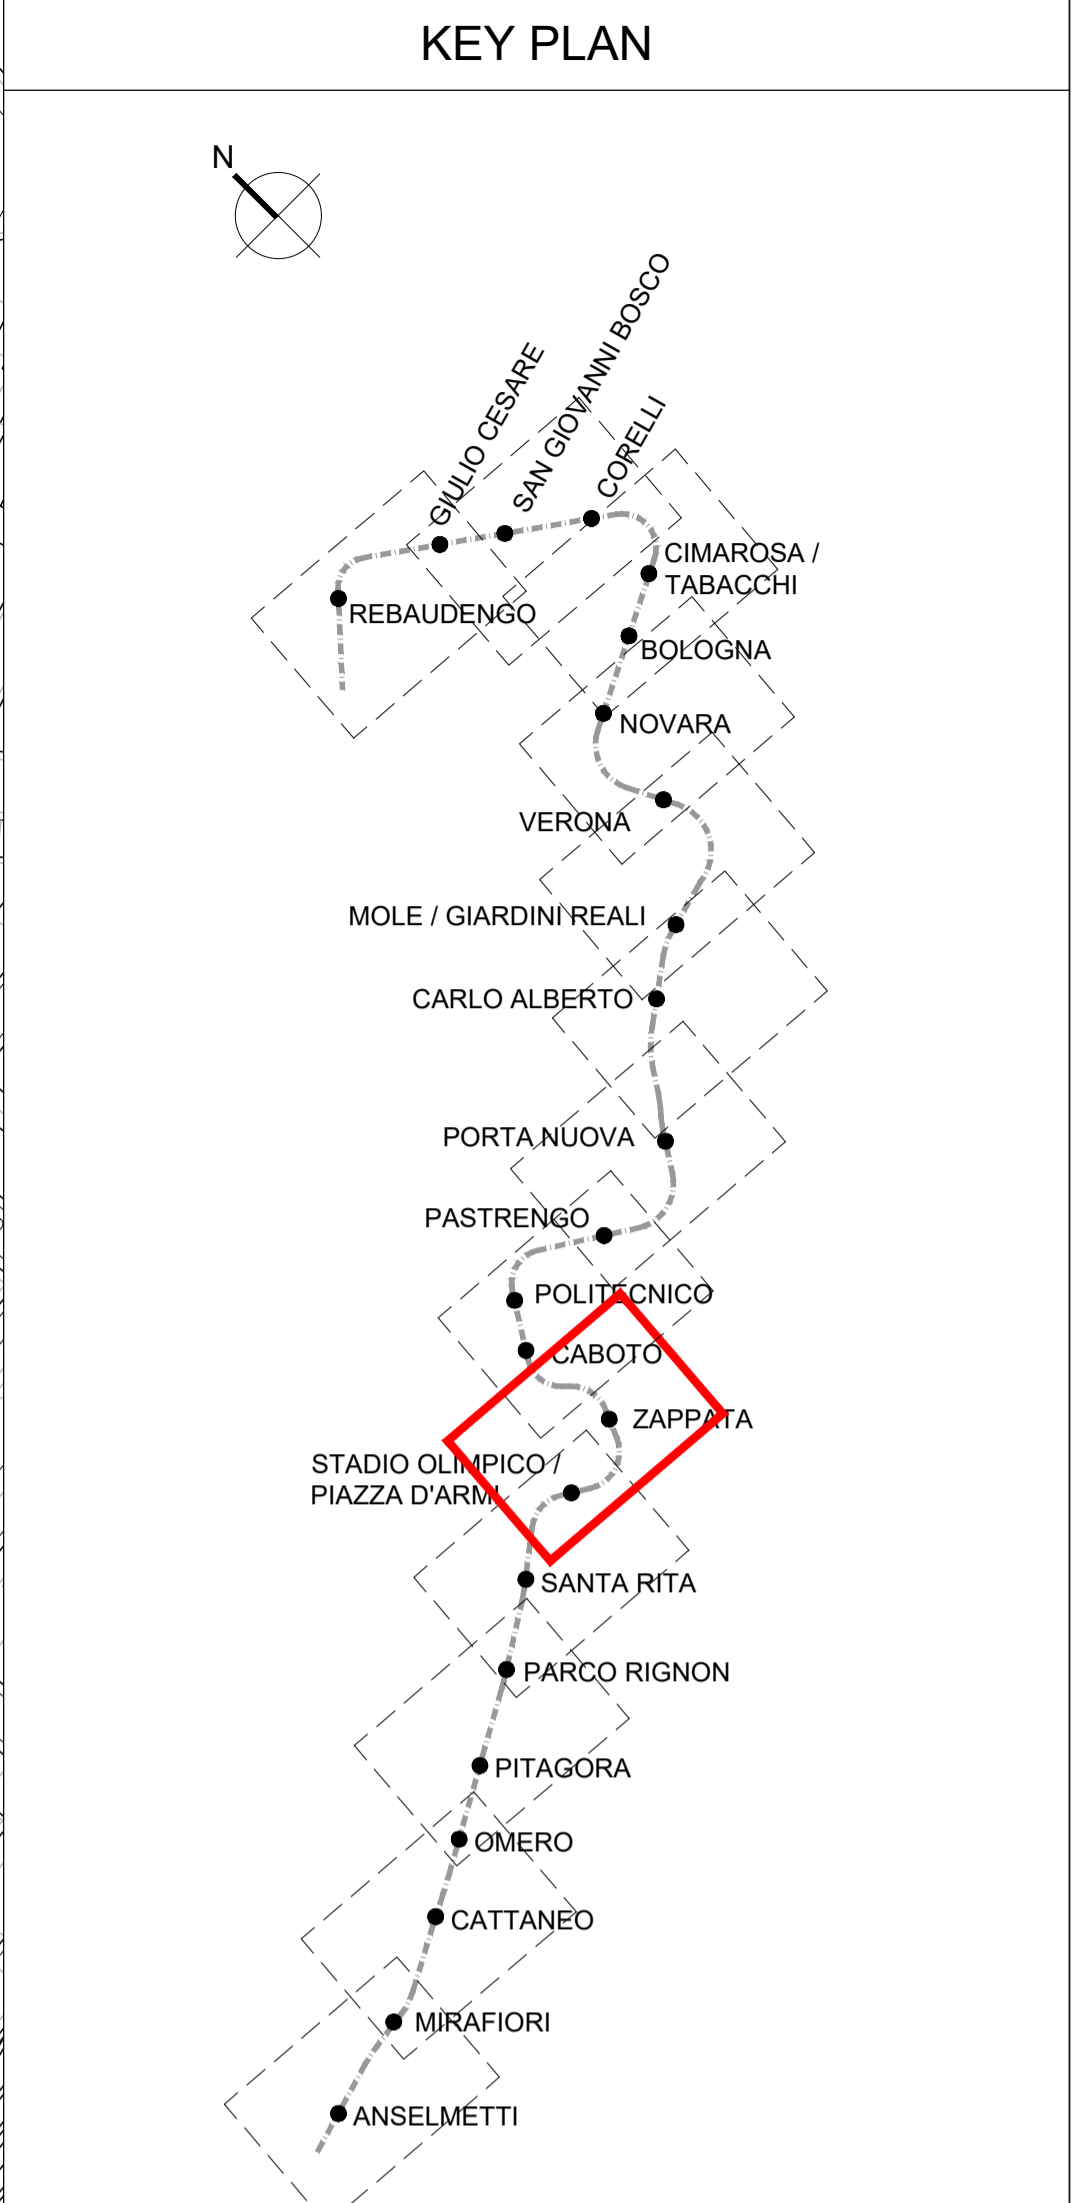 KEY PLAN
N
GIULIO CESARE
SAN GIOVANNI BOSCO
CORELLI
CIMAROSA /
TABACCHI
REBAUDENGO
BOLOGNA
NOVARA
VERONA
MOLE / GIARDINI REALI
CARLO ALBERTO
PORTA NUOVA
PASTRENGO
POLITECNICO
CABOTO
ZAPPATA
STADIO OLIMPICO /
PIAZZA D'ARMI
SANTA RITA
PARCO RIGNON
PITAGORA
OMERO
CATTANEO
MIRAFIORI
ANSELMETTI